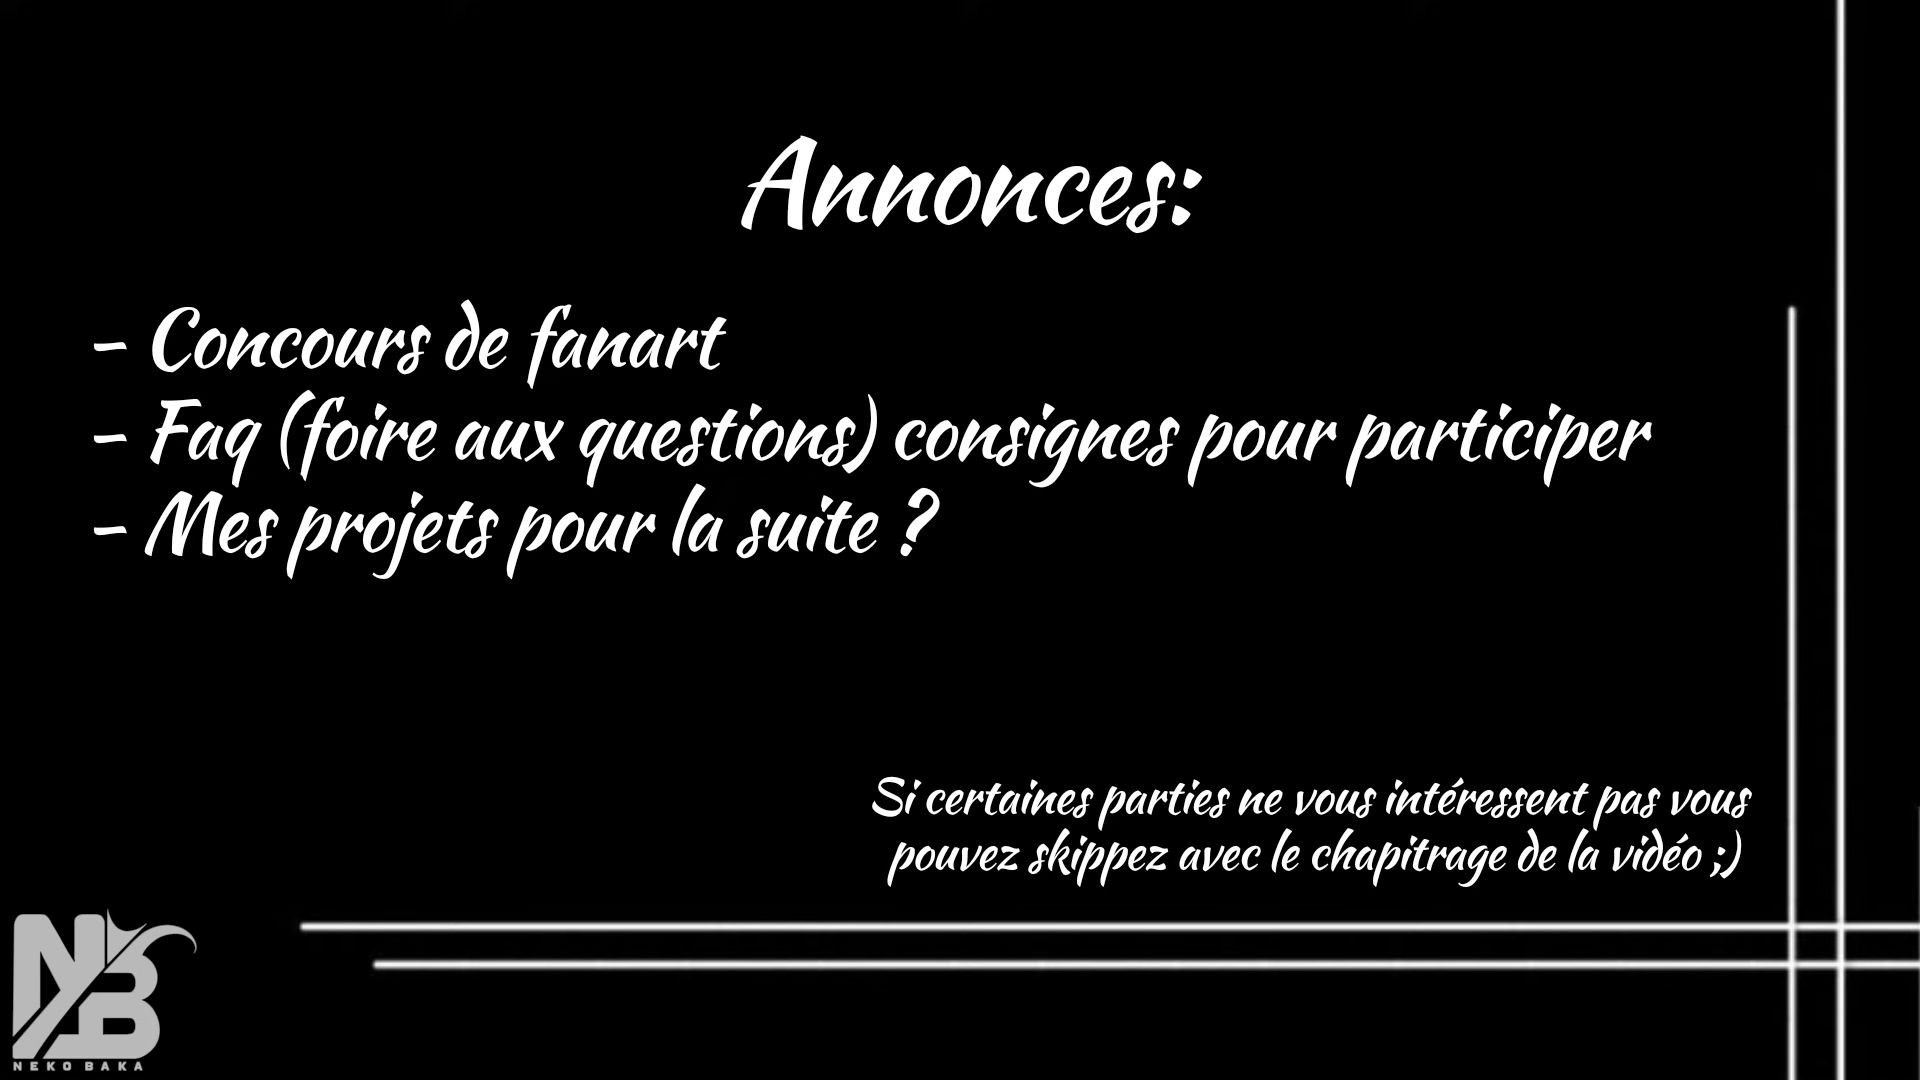 Annonces:
- Concours de fanart
- Faq (foire aux questions) consignes pour participer
- Mes projets pour la suite ?
Si certaines parties ne vous intéressent pas vous
pouvez skippez avec le chapitrage de la vidéo ;)
NB
NEKO BAKA